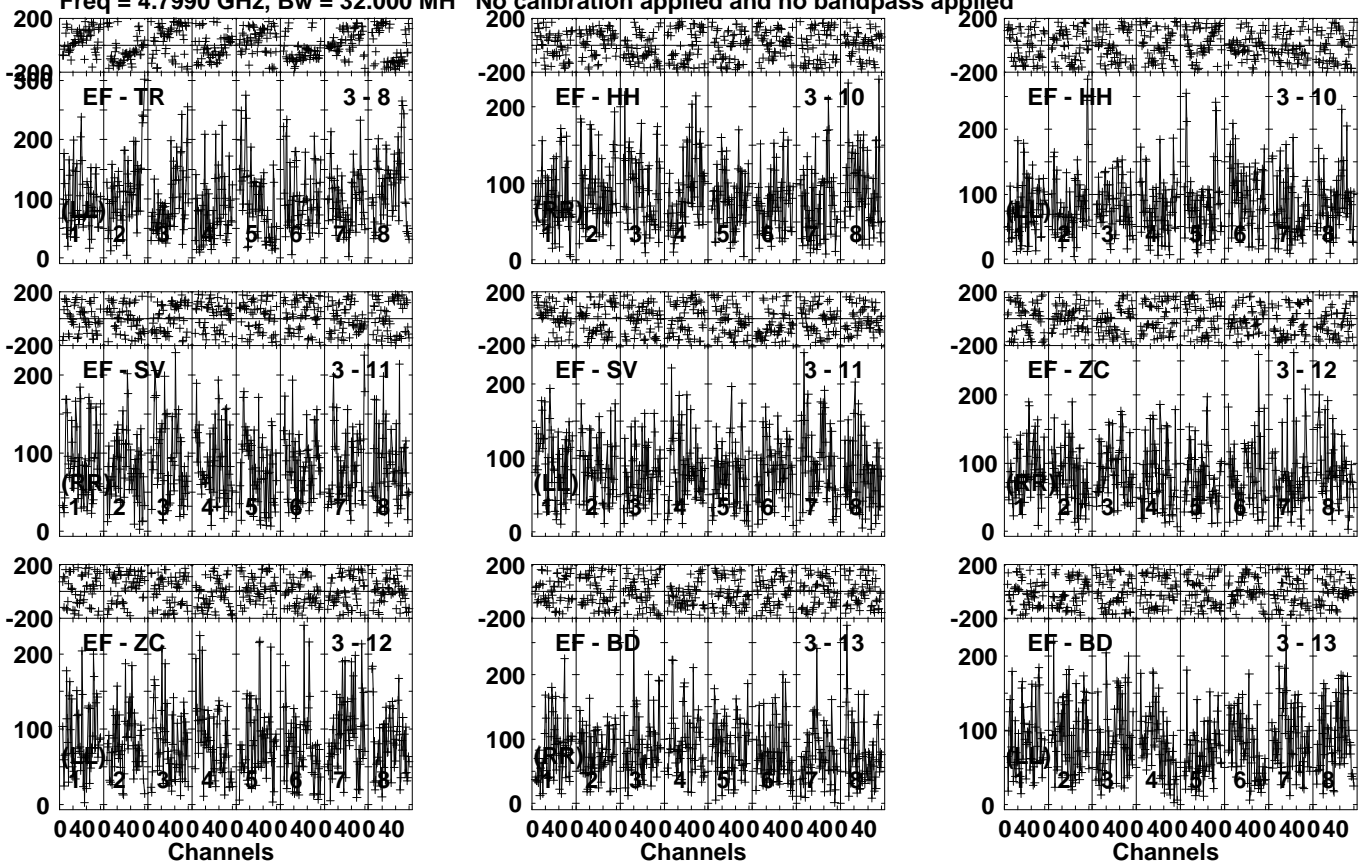 Freq = 4.7990 GHz, Bw = 32.000 MH No calibration applied and no bandpass applied
200
-200
300
200
100
0
EF - TR 3 - 8
(LL)
1 2 3 4 5 6 7 8
200
-200
200
100
0
EF - HH 3 - 10
(RR)
1 2 3 4 5 6 7 8
200
-200
200
100
0
EF - HH 3 - 10
(LL)
1 2 3 4 5 6 7 8
200
-200
200
100
0
EF - SV 3 - 11
(RR)
1 2 3 4 5 6 7 8
200
-200
200
100
0
EF - SV 3 - 11
(LL)
1 2 3 4 5 6 7 8
200
-200
200
100
0
EF - ZC 3 - 12
(RR)
1 2 3 4 5 6 7 8
200
-200
200
100
0
EF - ZC 3 - 12
(LL)
1 2 3 4 5 6 7 8
0 40 0 40 0 40 0 40 0 40 0 40 0 40 0 40
Channels
200
-200
200
100
0
EF - BD 3 - 13
(RR)
1 2 3 4 5 6 7 8
0 40 0 40 0 40 0 40 0 40 0 40 0 40 0 40
Channels
200
-200
200
100
0
EF - BD 3 - 13
(LL)
1 2 3 4 5 6 7 8
0 40 0 40 0 40 0 40 0 40 0 40 0 40 0 40
Channels